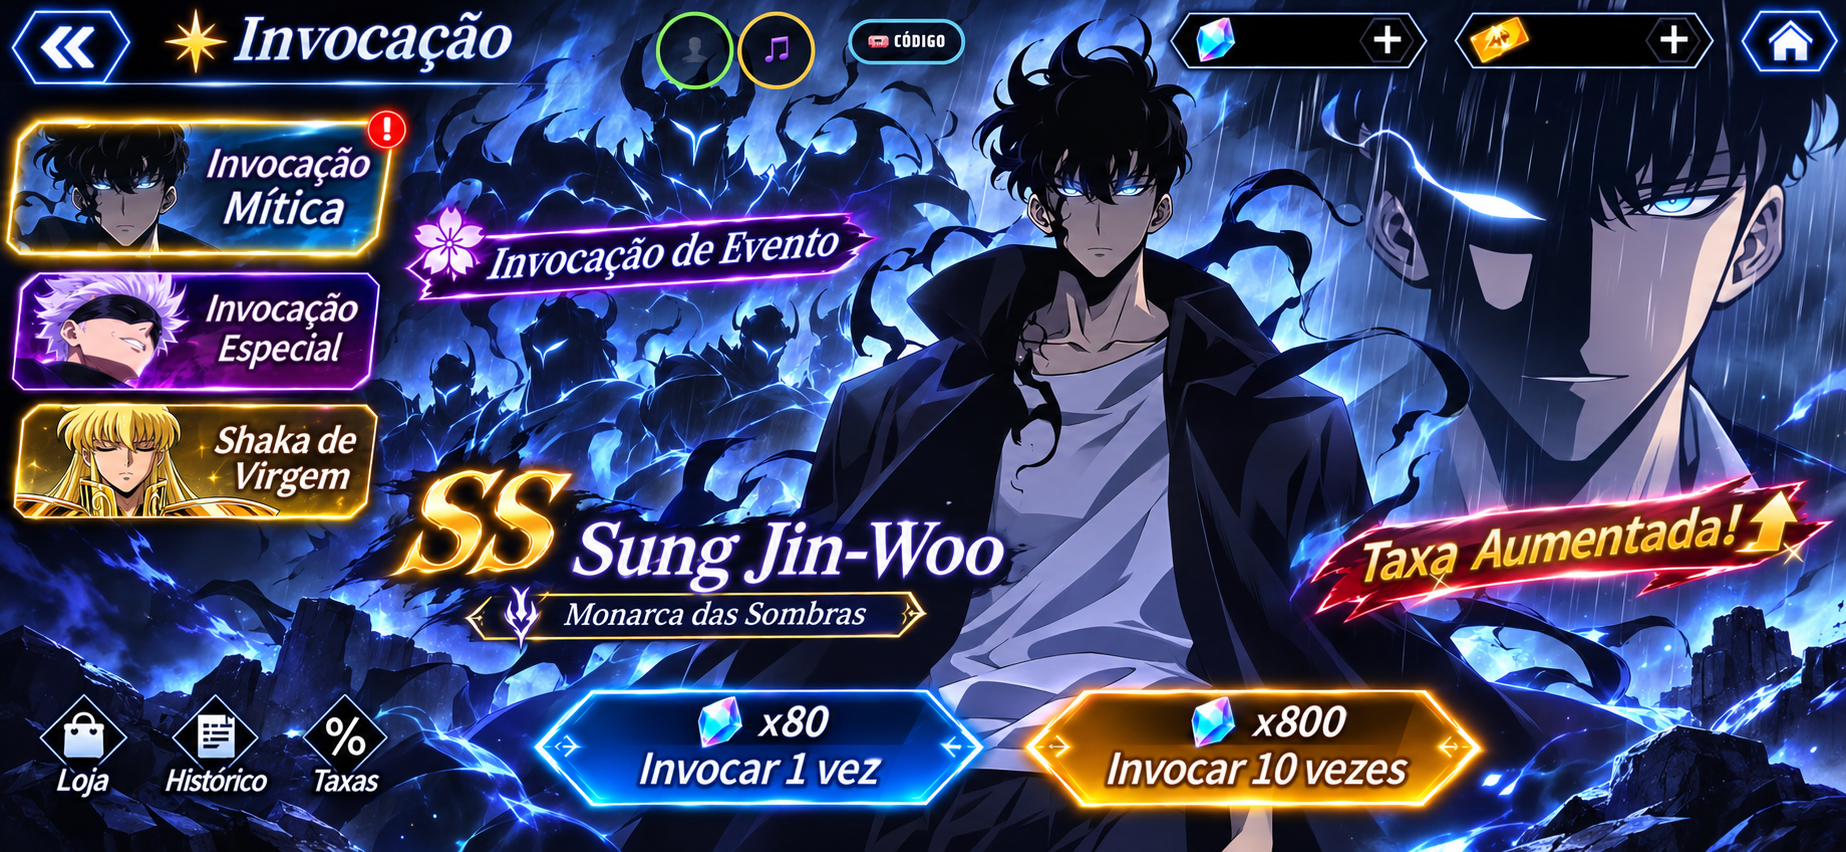 Invocação
CÓDIGO
Invocação
Mítica
Invocação
Especial
Shaka de
Virgem
Invocação de Evento
SS
Sung Jin-Woo
Monarca das Sombras
Taxa Aumentada!
Loja
Histórico
%
Taxas
x80
Invocar 1 vez
x800
Invocar 10 vezes